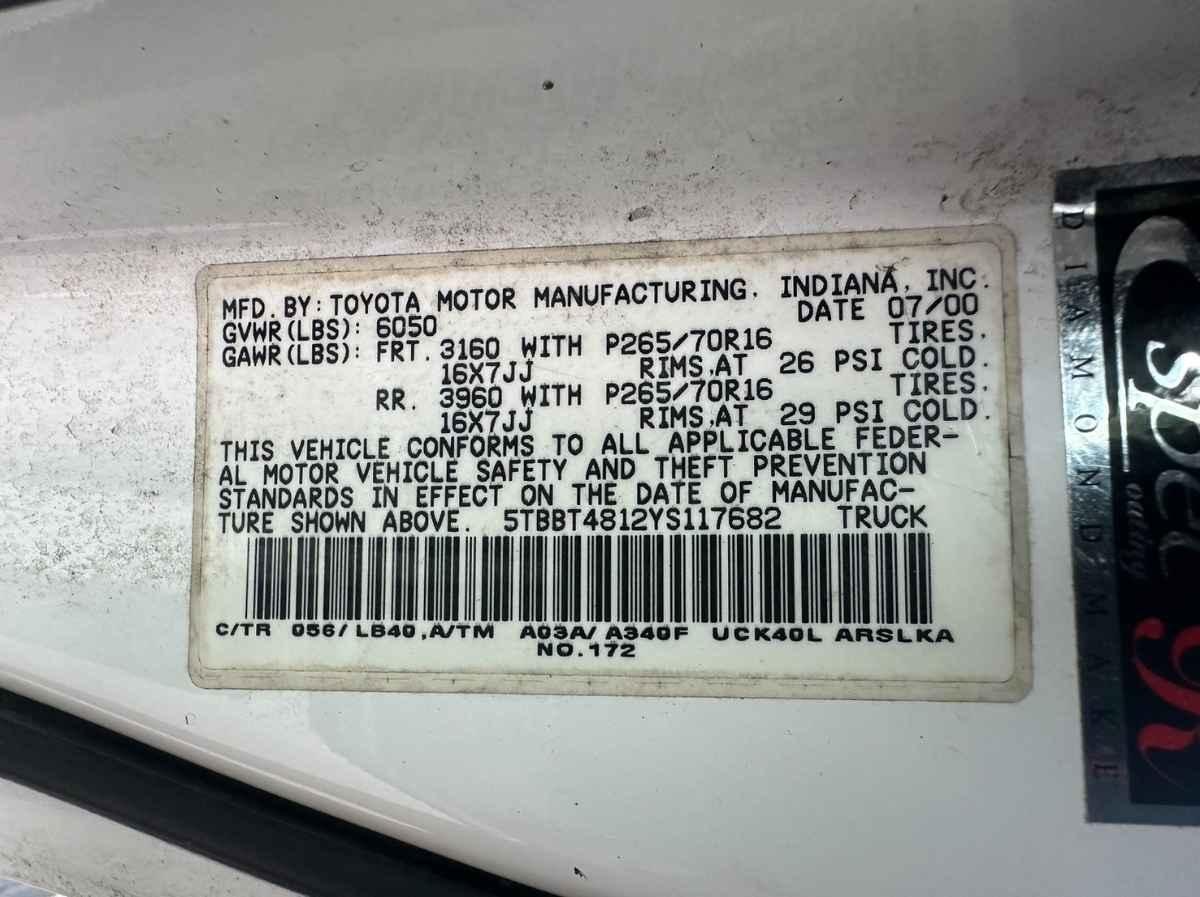 MFD. BY: TOYOTA MOTOR MANUFACTURING, INDIANA, INC.
GVWR(LBS): 6050 DATE 07/00
GAWR(LBS): FRT. 3160 WITH P265/70R16 TIRES,
16X7JJ RIMS,AT 26 PSI COLD.
RR. 3960 WITH P265/70R16 TIRES,
16X7JJ RIMS,AT 29 PSI COLD.
THIS VEHICLE CONFORMS TO ALL APPLICABLE FEDER-
AL MOTOR VEHICLE SAFETY AND THEFT PREVENTION
STANDARDS IN EFFECT ON THE DATE OF MANUFAC-
TURE SHOWN ABOVE. 5TBBT4812YS117682 TRUCK
C/TR 056/LB40,A/TM A03A/A340F UCK40L ARSLKA
NO.172
DIAMOND MAKE